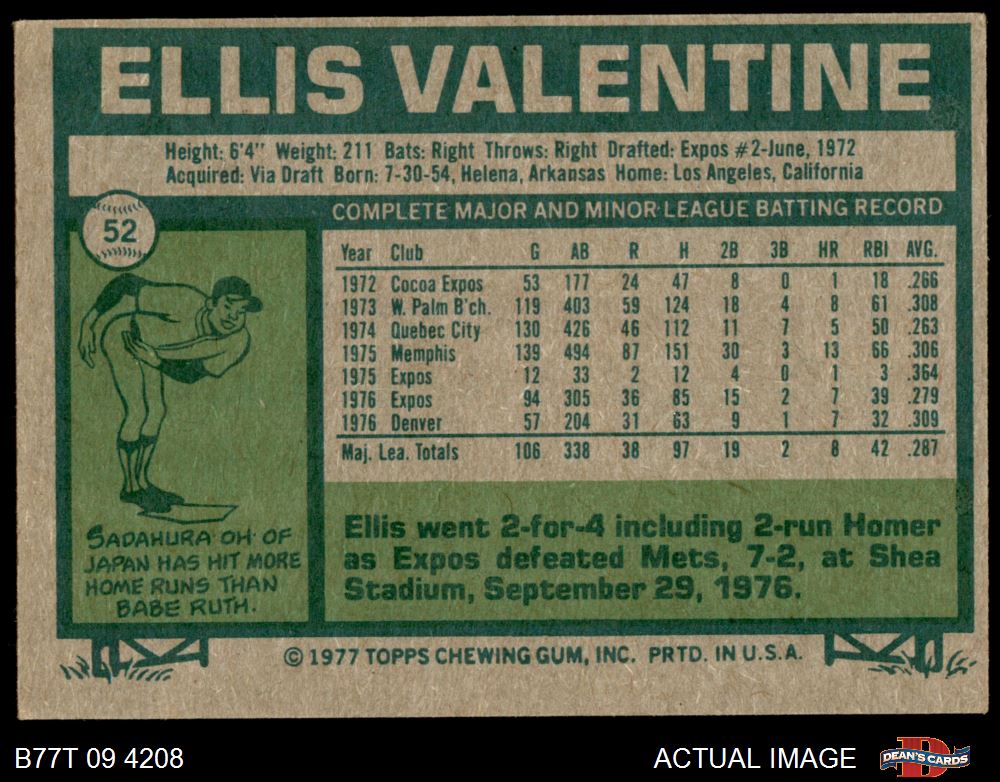 ELLIS VALENTINE
Height: 6'4" Weight: 211 Bats: Right Throws: Right Drafted: Expos #2-June, 1972
Acquired: Via Draft Born: 7-30-54, Helena, Arkansas Home: Los Angeles, California
52
COMPLETE MAJOR AND MINOR LEAGUE BATTING RECORD
Year Club G AB R H 2B 3B HR RBI AVG.
1972 Cocoa Expos 53 177 24 47 8 0 1 18 .266
1973 W. Palm B'ch. 119 403 59 124 18 4 8 61 .308
1974 Quebec City 130 426 46 112 11 7 5 50 .263
1975 Memphis 139 494 87 151 30 3 13 66 .306
1975 Expos 12 33 2 12 4 0 1 3 .364
1976 Expos 94 305 36 85 15 2 7 39 .279
1976 Denver 57 204 31 63 9 1 7 32 .309
Maj. Lea. Totals 106 338 38 97 19 2 8 42 .287
SADAHURA OH OF
JAPAN HAS HIT MORE
HOME RUNS THAN
BABE RUTH.
Ellis went 2-for-4 including 2-run Homer
as Expos defeated Mets, 7-2, at Shea
Stadium, September 29, 1976.
© 1977 TOPPS CHEWING GUM, INC. PRTD. IN U.S.A.
B77T 09 4208
ACTUAL IMAGE
D
DEAN'S CARDS